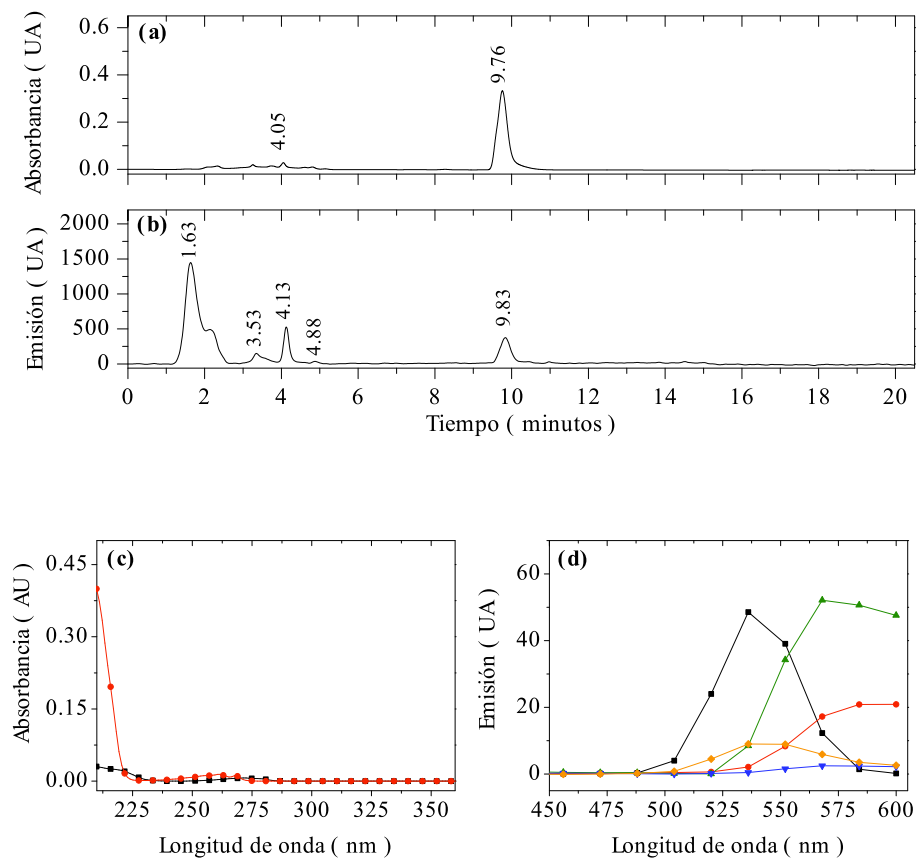 (a)
Absorbancia ( UA )
0.6
0.4
0.2
0.0
4.05
9.76
(b)
Emisión ( UA )
2000
1500
1000
500
0
1.63
3.53
4.13
4.88
9.83
0 2 4 6 8 10 12 14 16 18 20
Tiempo ( minutos )
(c)
Absorbancia ( AU )
0.45
0.30
0.15
0.00
225 250 275 300 325 350
Longitud de onda ( nm )
(d)
Emisión ( UA )
60
40
20
0
450 475 500 525 550 575 600
Longitud de onda ( nm )